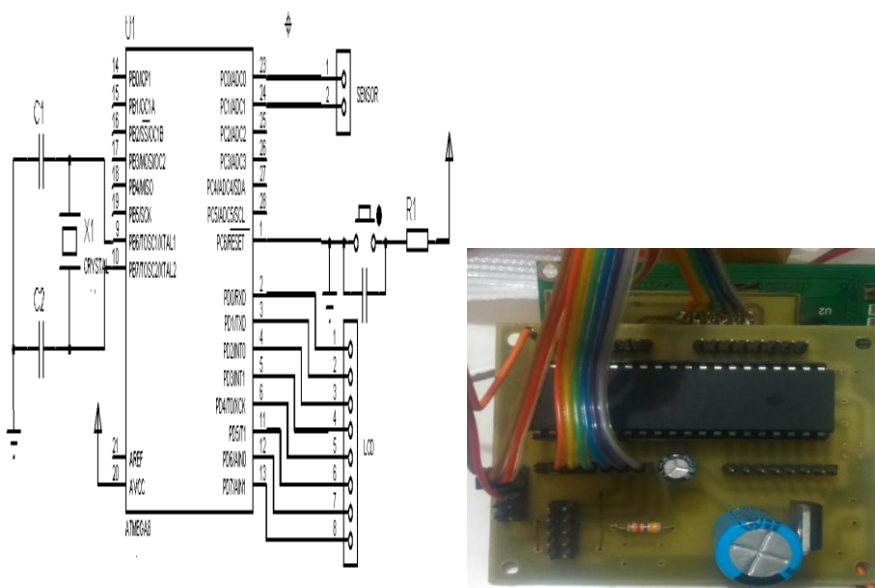 U1
14 PB0/ICP1
15 PB1/OC1A
16 PB2/SS/OC1B
17 PB3/MOSI/OC2
18 PB4/MISO
19 PB5/SCK
9 PB6/TOSC1/XTAL1
10 PB7/TOSC2/XTAL2
21 AREF
20 AVCC
PC0/ADC0 23
PC1/ADC1 24
PC2/ADC2 25
PC3/ADC3 26
PC4/ADC4/SDA 27
PC5/ADC5/SCL 28
PC6/RESET 1
PD0/RXD 2
PD1/TXD 3
PD2/INT0 4
PD3/INT1 5
PD4/T0/XCK 6
PD5/T1 11
PD6/AIN0 12
PD7/AIN1 13
ATMEGA8
C1
X1
CRYSTAL
C2
1
2
SENSOR
R1
1
2
3
4
5
6
7
8
LCD
U2